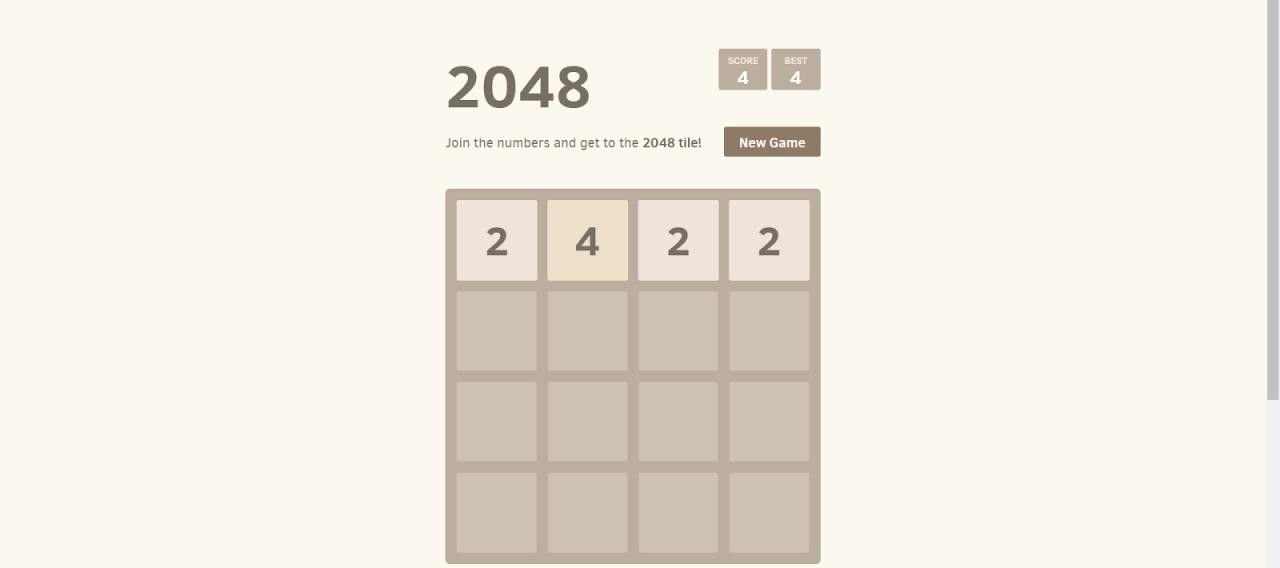 2048
SCORE
4
BEST
4
Join the numbers and get to the 2048 tile!
New Game
2 4 2 2